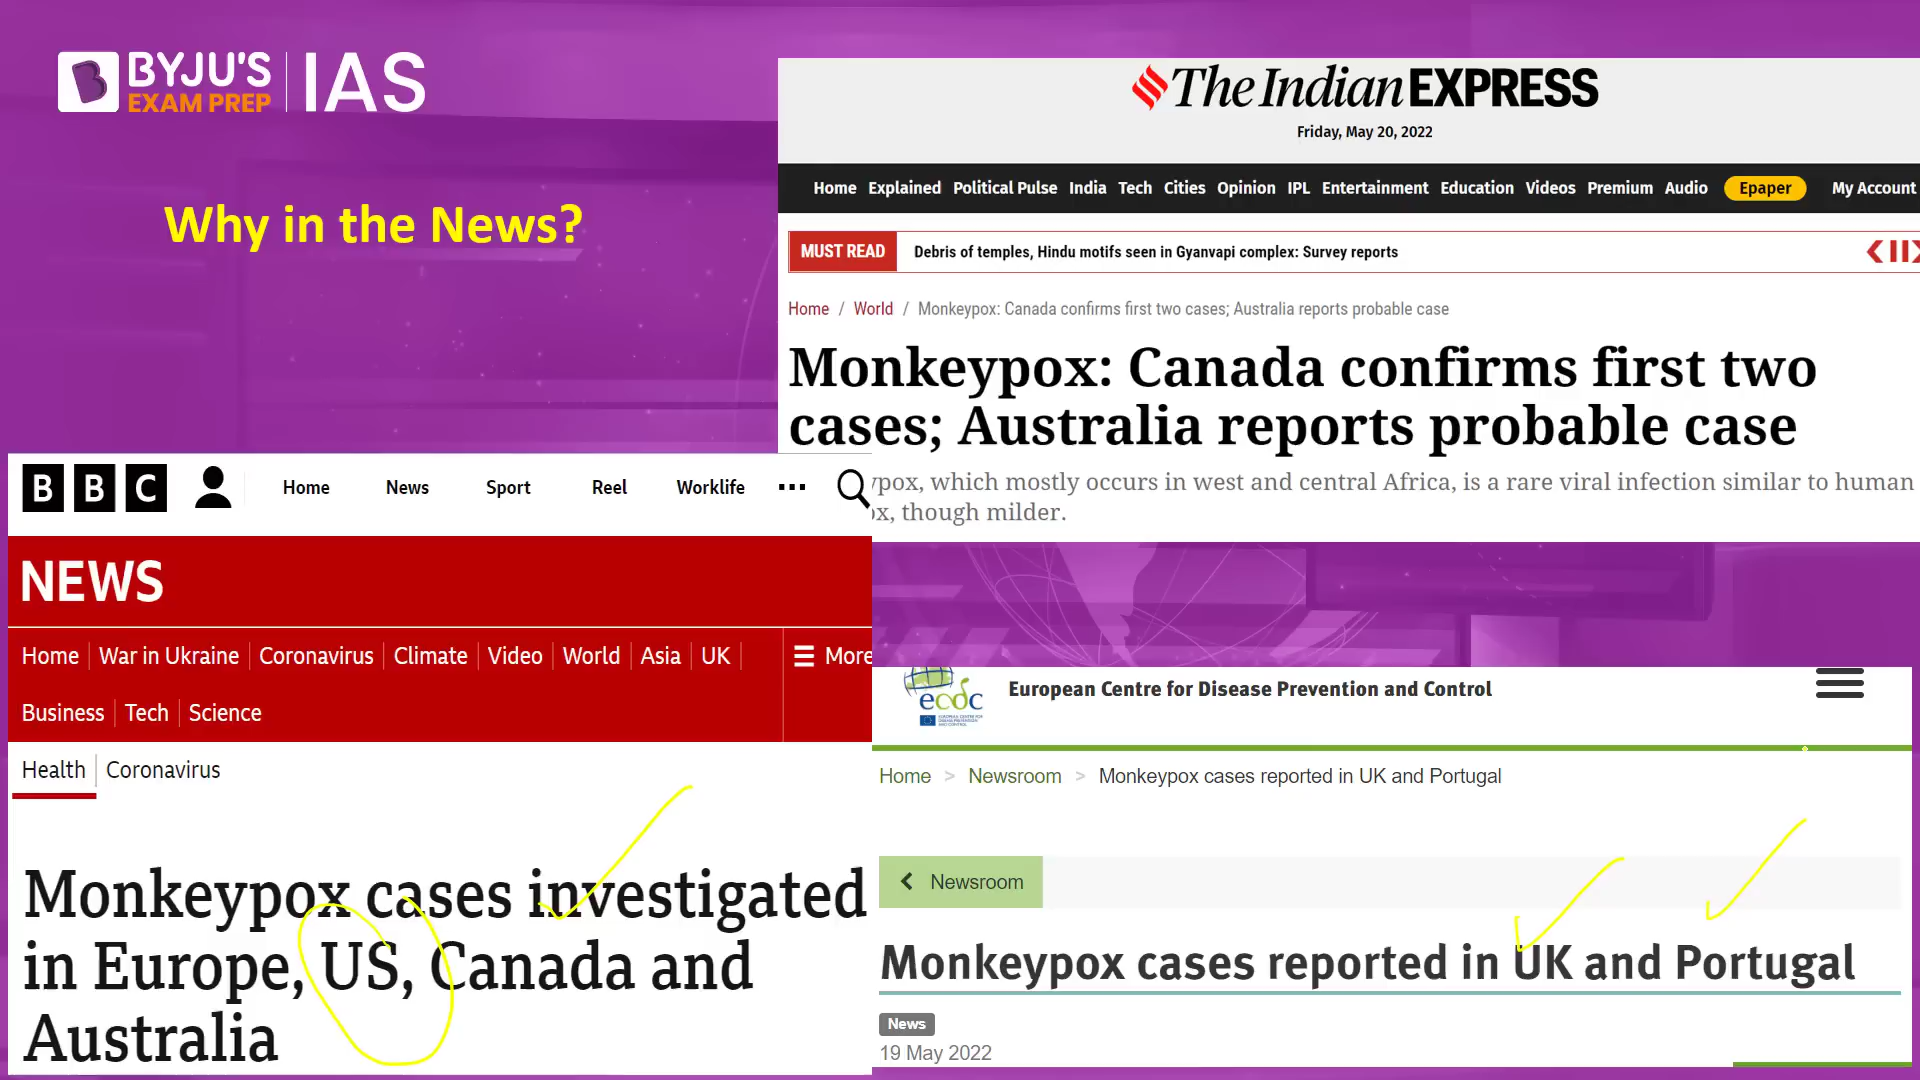 BYJU'S
EXAM PREP
IAS
Why in the News?
The Indian EXPRESS
Friday, May 20, 2022
Home Explained Political Pulse India Tech Cities Opinion IPL Entertainment Education Videos Premium Audio Epaper My Account
MUST READ Debris of temples, Hindu motifs seen in Gyanvapi complex: Survey reports
Home / World / Monkeypox: Canada confirms first two cases; Australia reports probable case
Monkeypox: Canada confirms first two
cases; Australia reports probable case
ypox, which mostly occurs in west and central Africa, is a rare viral infection similar to human
ox, though milder.
BBC Home News Sport Reel Worklife ...
NEWS
Home War in Ukraine Coronavirus Climate Video World Asia UK More
Business Tech Science
Health Coronavirus
Monkeypox cases investigated
in Europe, US, Canada and
Australia
ecdc European Centre for Disease Prevention and Control
Home > Newsroom > Monkeypox cases reported in UK and Portugal
Newsroom
Monkeypox cases reported in UK and Portugal
News
19 May 2022